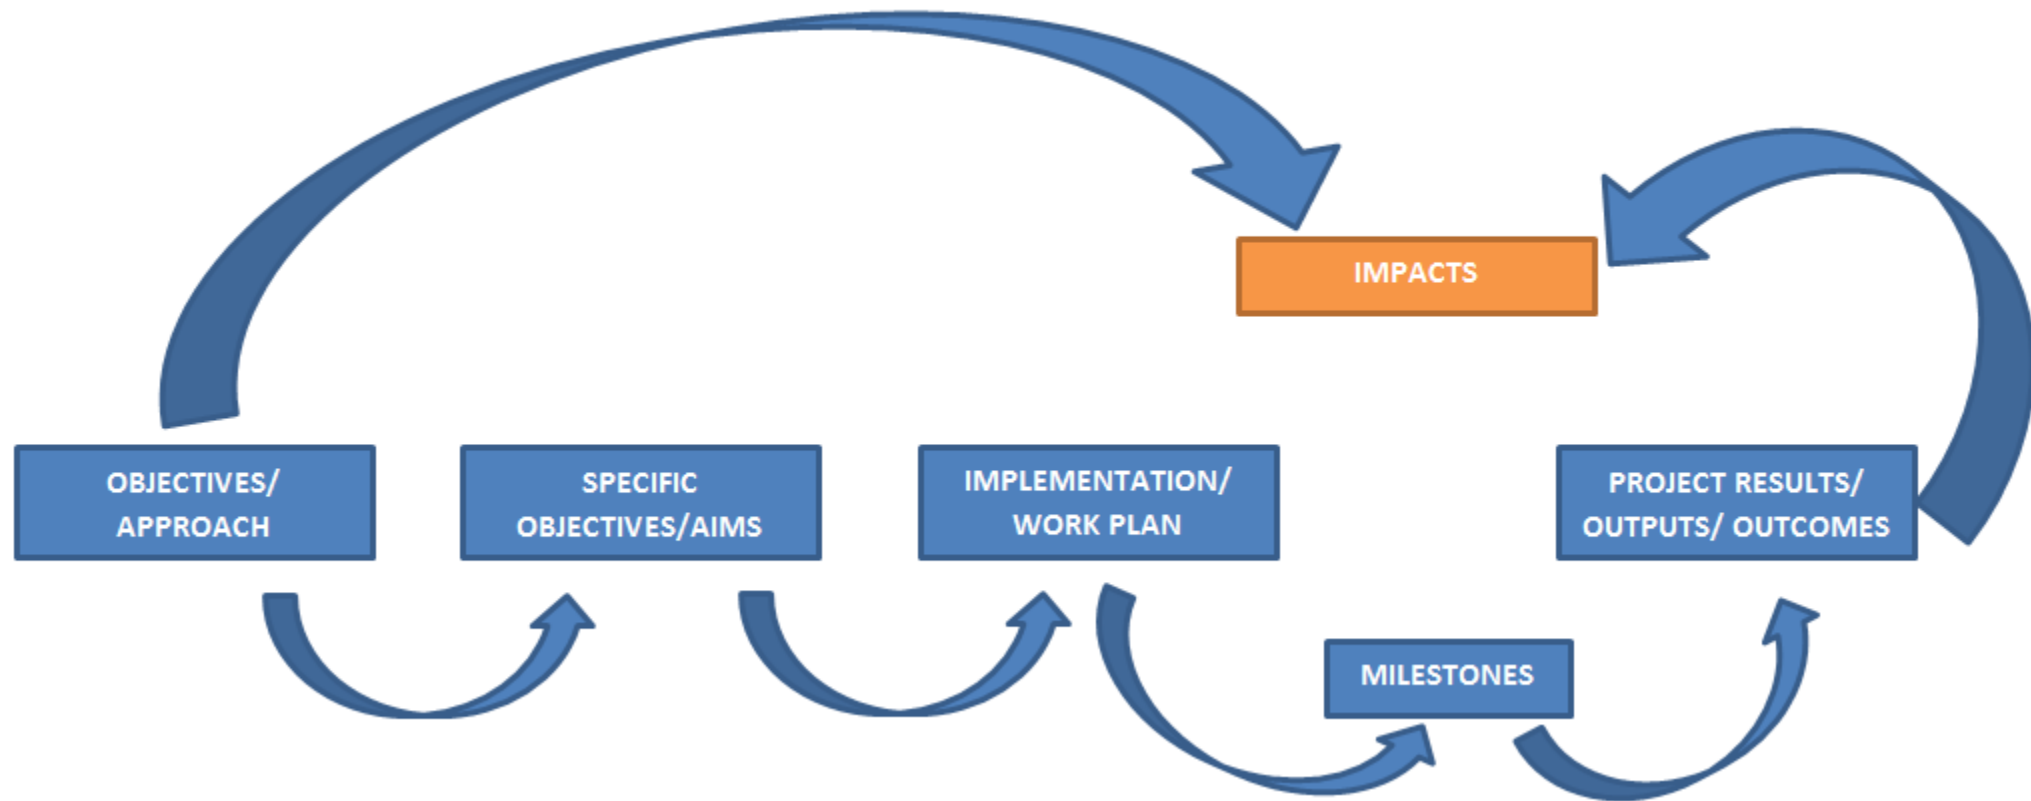 IMPACTS
OBJECTIVES/
APPROACH
SPECIFIC
OBJECTIVES/AIMS
IMPLEMENTATION/
WORK PLAN
PROJECT RESULTS/
OUTPUTS/ OUTCOMES
MILESTONES